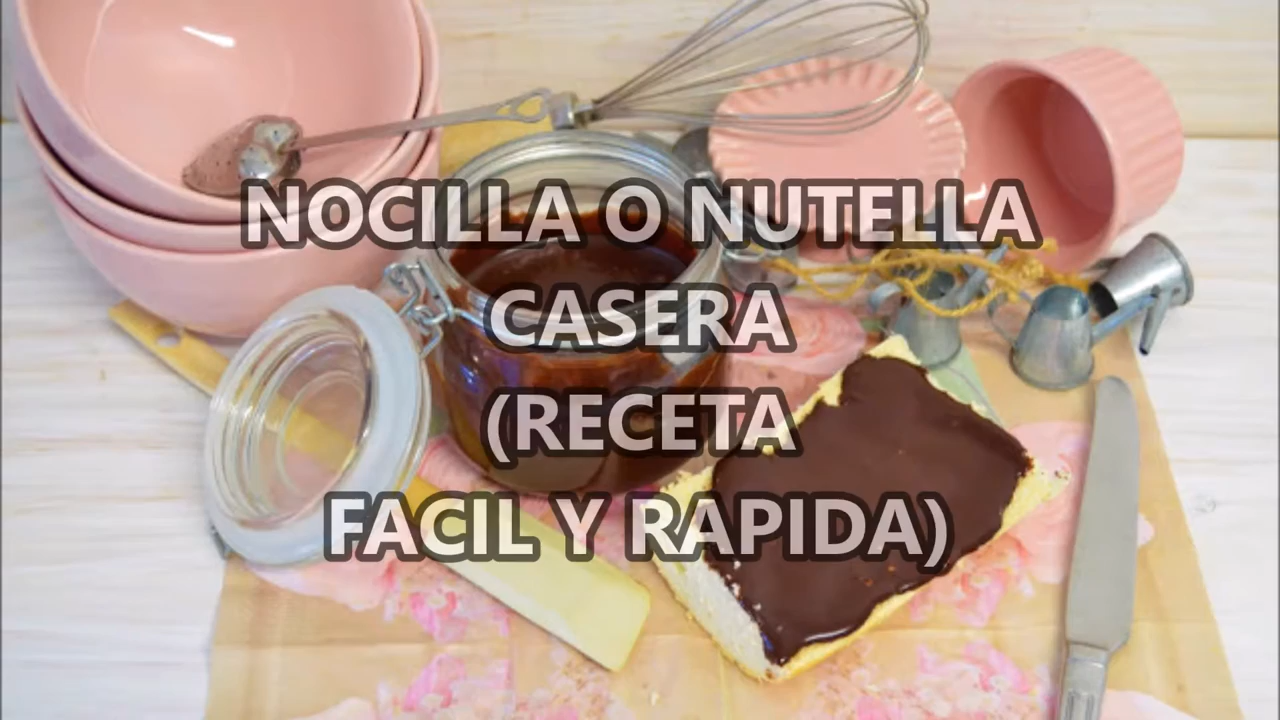 NOCILLA O NUTELLA
CASERA
(RECETA
FACIL Y RAPIDA)